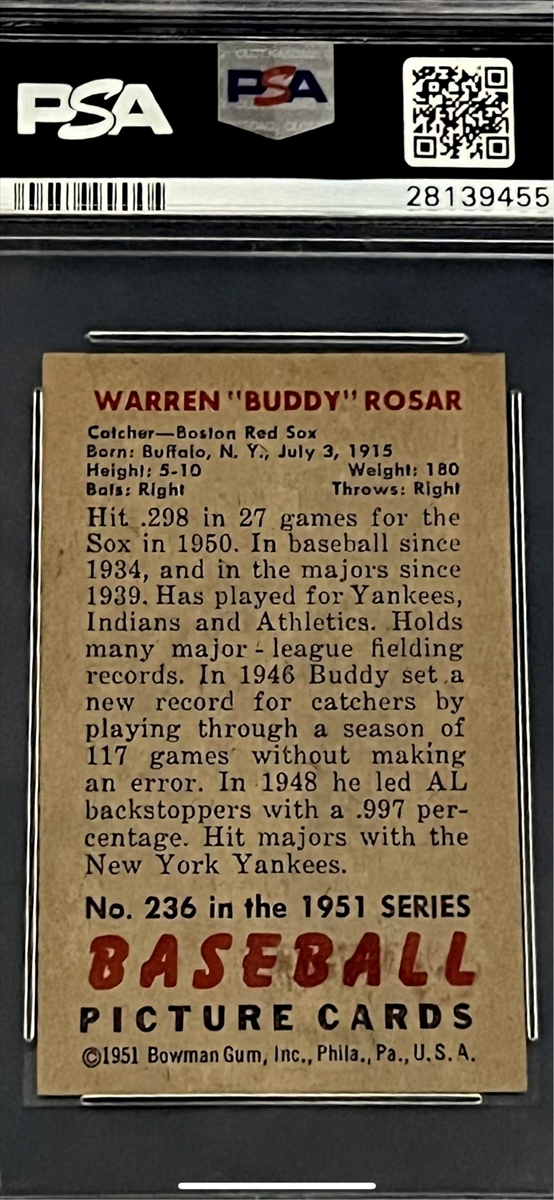 PSA
PSA
28139455
WARREN "BUDDY" ROSAR
Catcher—Boston Red Sox
Born: Buffalo, N. Y., July 3, 1915
Height: 5-10 Weight: 180
Bats: Right Throws: Right
Hit .298 in 27 games for the
Sox in 1950. In baseball since
1934, and in the majors since
1939. Has played for Yankees,
Indians and Athletics. Holds
many major-league fielding
records. In 1946 Buddy set a
new record for catchers by
playing through a season of
117 games without making
an error. In 1948 he led AL
backstoppers with a .997 per-
centage. Hit majors with the
New York Yankees.
No. 236 in the 1951 SERIES
BASEBALL
PICTURE CARDS
©1951 Bowman Gum, Inc., Phila., Pa., U. S. A.